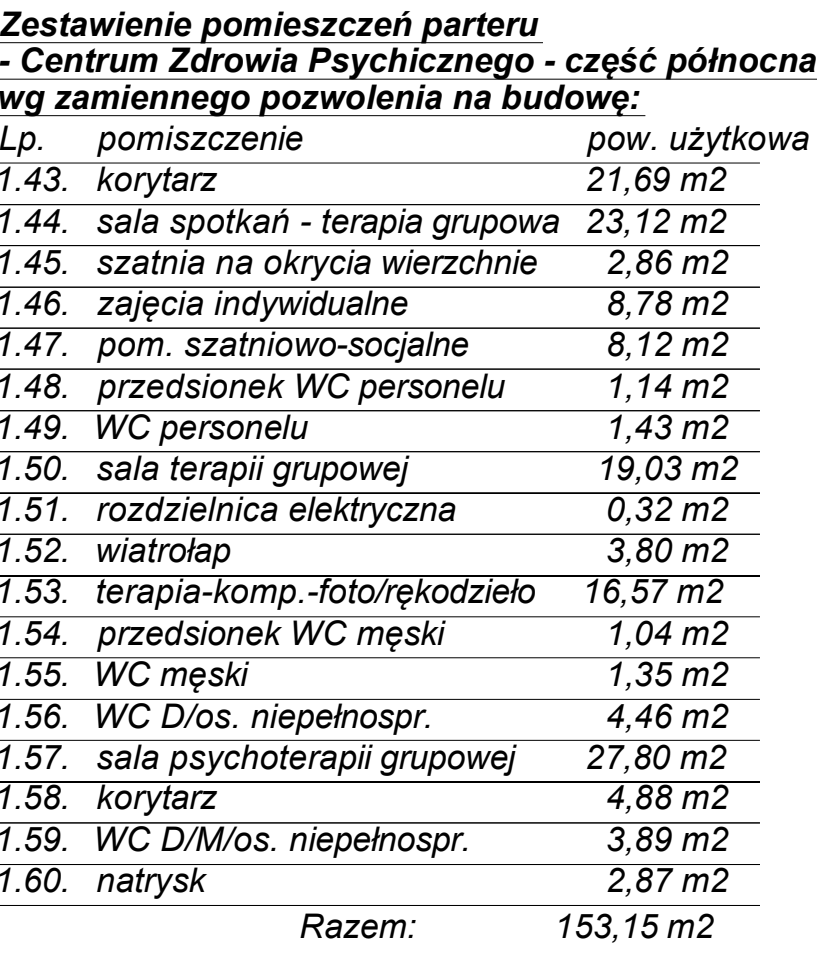 Zestawienie pomieszczeń parteru
- Centrum Zdrowia Psychicznego - część północna
wg zamiennego pozwolenia na budowę:
Lp. pomiszczenie pow. użytkowa
1.43. korytarz 21,69 m2
1.44. sala spotkań - terapia grupowa 23,12 m2
1.45. szatnia na okrycia wierzchnie 2,86 m2
1.46. zajęcia indywidualne 8,78 m2
1.47. pom. szatniowo-socjalne 8,12 m2
1.48. przedsionek WC personelu 1,14 m2
1.49. WC personelu 1,43 m2
1.50. sala terapii grupowej 19,03 m2
1.51. rozdzielnica elektryczna 0,32 m2
1.52. wiatrołap 3,80 m2
1.53. terapia-komp.-foto/rękodzieło 16,57 m2
1.54. przedsionek WC męski 1,04 m2
1.55. WC męski 1,35 m2
1.56. WC D/os. niepełnospr. 4,46 m2
1.57. sala psychoterapii grupowej 27,80 m2
1.58. korytarz 4,88 m2
1.59. WC D/M/os. niepełnospr. 3,89 m2
1.60. natrysk 2,87 m2
Razem: 153,15 m2